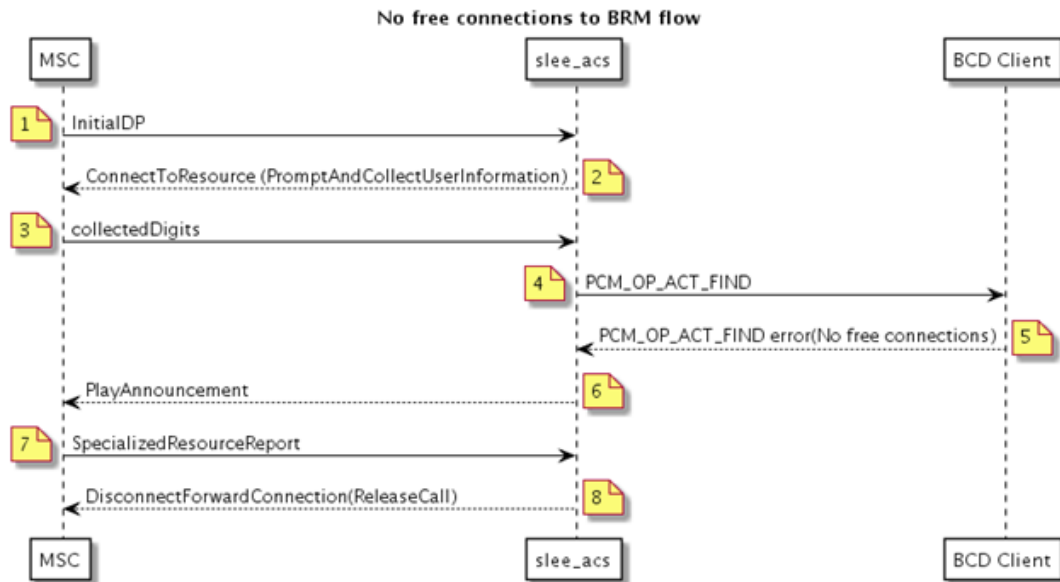 No free connections to BRM flow
MSC
slee_acs
BCD Client
1
InitialDP
ConnectToResource (PromptAndCollectUserInformation)
2
3
collectedDigits
4
PCM_OP_ACT_FIND
PCM_OP_ACT_FIND error(No free connections)
5
PlayAnnouncement
6
7
SpecializedResourceReport
DisconnectForwardConnection(ReleaseCall)
8
MSC
slee_acs
BCD Client